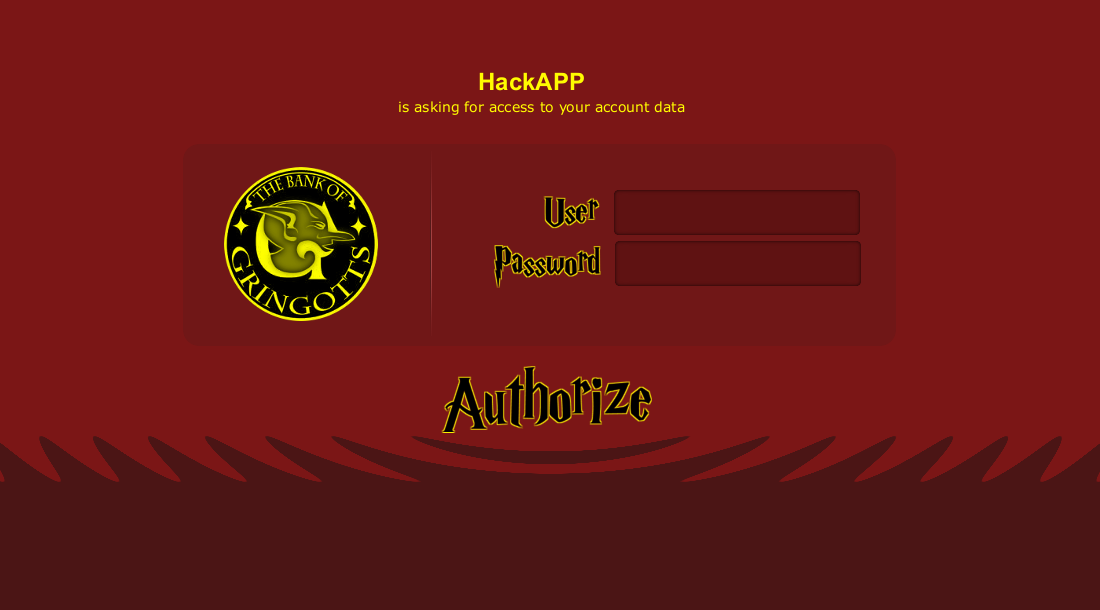 HackAPP
is asking for access to your account data
THE BANK OF
GRINGOTTS
User
Password
Authorize